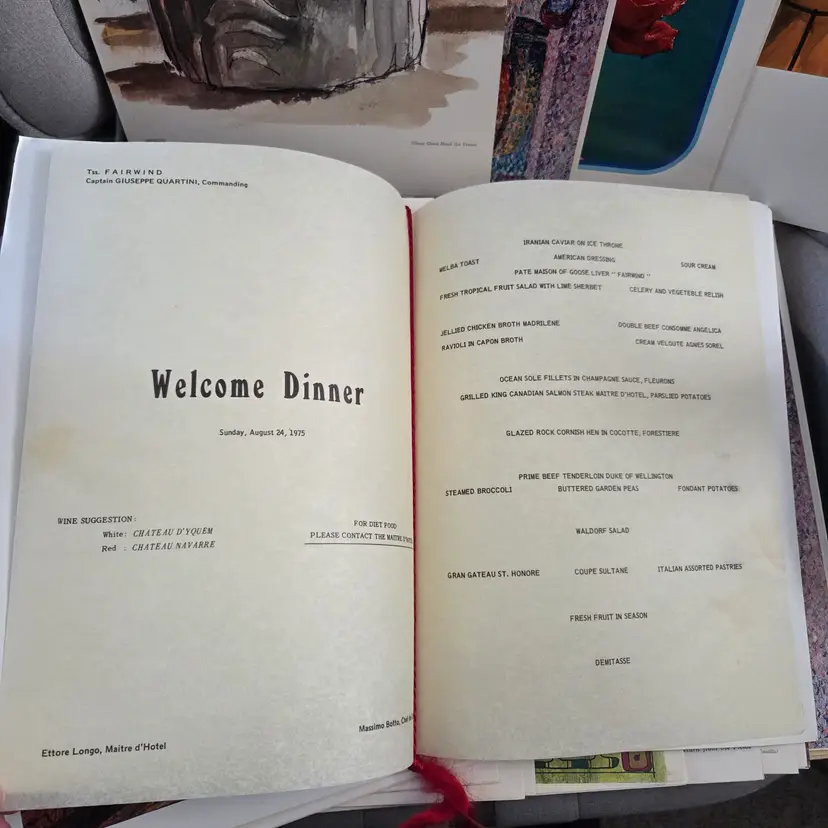 Tss. FAIRWIND
Captain GIUSEPPE QUARTINI, Commanding
Welcome Dinner
Sunday, August 24, 1975
WINE SUGGESTION:
White: CHATEAU D'YQUEM
Red : CHATEAU NAVARRE
FOR DIET FOOD
PLEASE CONTACT THE MAITRE
Massimo Botto,
Ettore Longo, Maitre d'Hotel
IRANIAN CAVIAR ON ICE THRONE
MELBA TOAST AMERICAN DRESSING SOUR CREAM
PATE MAISON OF GOOSE LIVER "FAIRWIND"
FRESH TROPICAL FRUIT SALAD WITH LIME SHERBET CELERY AND VEGETEBLE RELISH
JELLIED CHICKEN BROTH MADRILENE DOUBLE BEEF CONSOMME ANGELICA
RAVIOLI IN CAPON BROTH CREAM VELOUTE AGNES SOREL
OCEAN SOLE FILLETS IN CHAMPAGNE SAUCE, FLEURONS
GRILLED KING CANADIAN SALMON STEAK MAITRE D'HOTEL, PARSLIED POTATOES
GLAZED ROCK CORNISH HEN IN COCOTTE, FORESTIERE
PRIME BEEF TENDERLOIN DUKE OF WELLINGTON
STEAMED BROCCOLI BUTTERED GARDEN PEAS FONDANT POTATOES
WALDORF SALAD
GRAN GATEAU ST. HONORE COUPE SULTANE ITALIAN ASSORTED PASTRIES
FRESH FRUIT IN SEASON
DEMITASSE